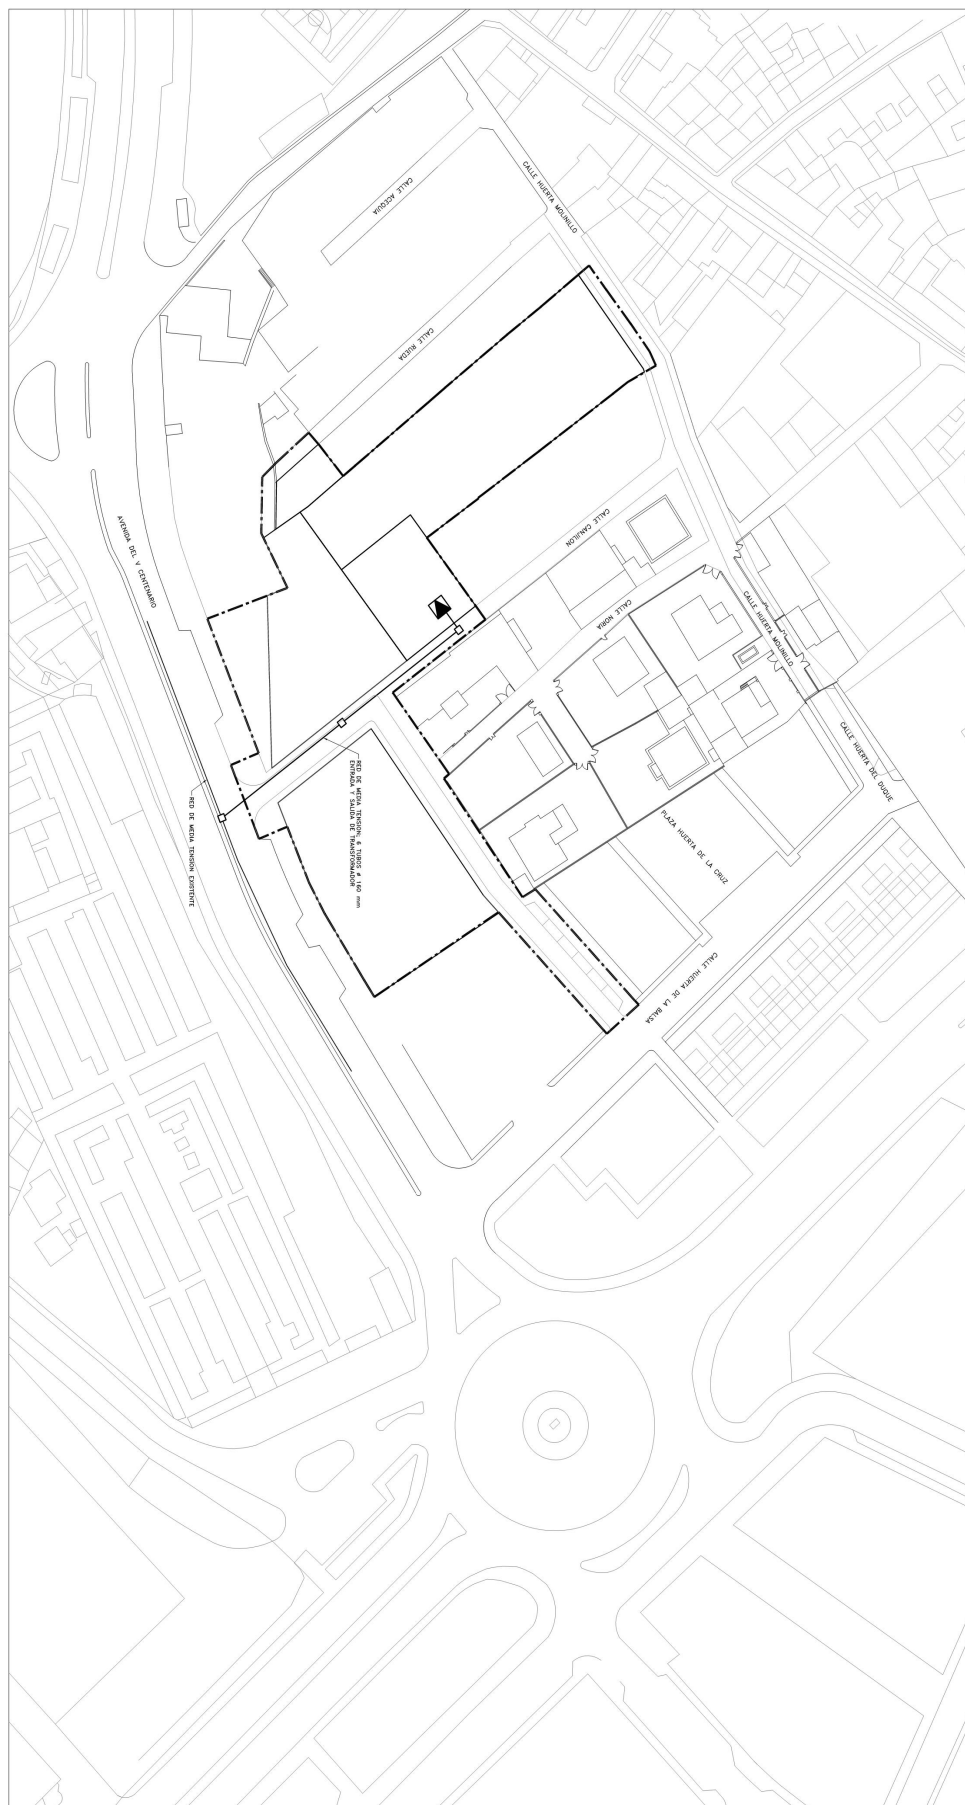 CALLE HUERTA MOLINILLO
CALLE ACEQUIA
CALLE RUEDA
CALLE CANJILON
CALLE NORIA
CALLE HUERTA MOLINILLO
CALLE HUERTA DEL DUQUE
PLAZA HUERTA DE LA CRUZ
CALLE HUERTA DE LA BALSA
AVENIDA DEL V CENTENARIO
RED DE MEDIA TENSION: 6 TUBOS ø 160 mm
ENTRADA Y SALIDA DE TRANSFORMADOR
RED DE MEDIA TENSION EXISTENTE